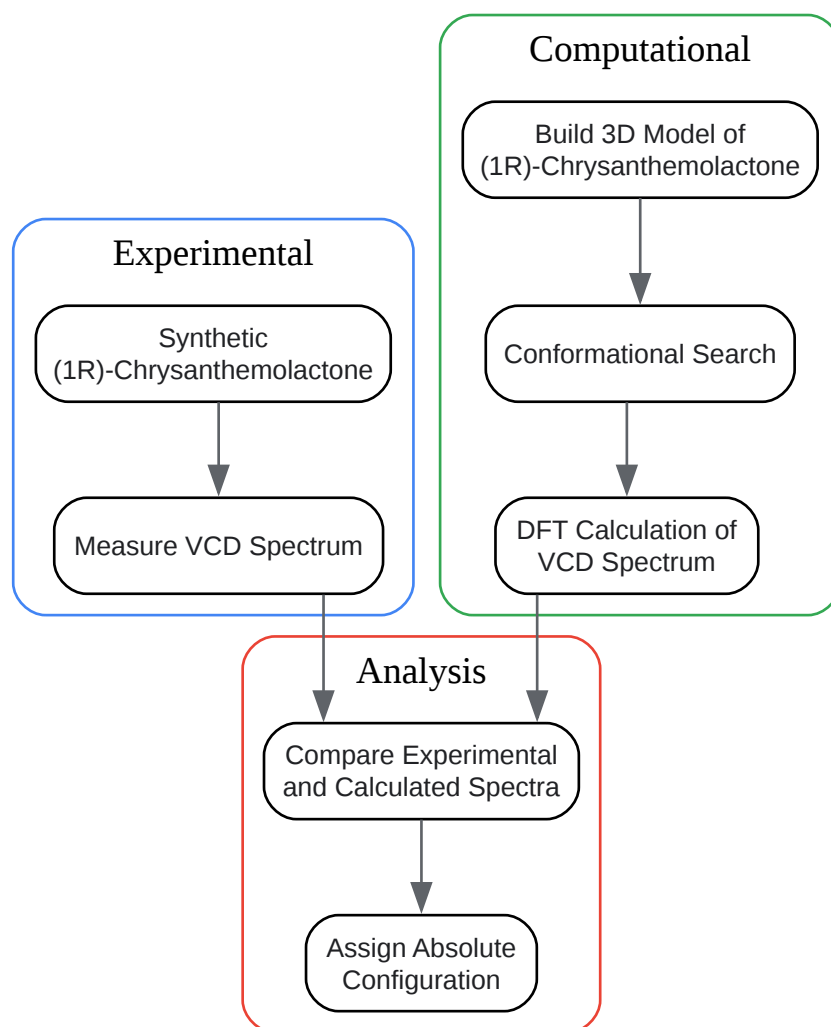 Computational
Build 3D Model of
(1R)-Chrysanthemolactone
Conformational Search
DFT Calculation of
VCD Spectrum
Experimental
Synthetic
(1R)-Chrysanthemolactone
Measure VCD Spectrum
Analysis
Compare Experimental
and Calculated Spectra
Assign Absolute
Configuration